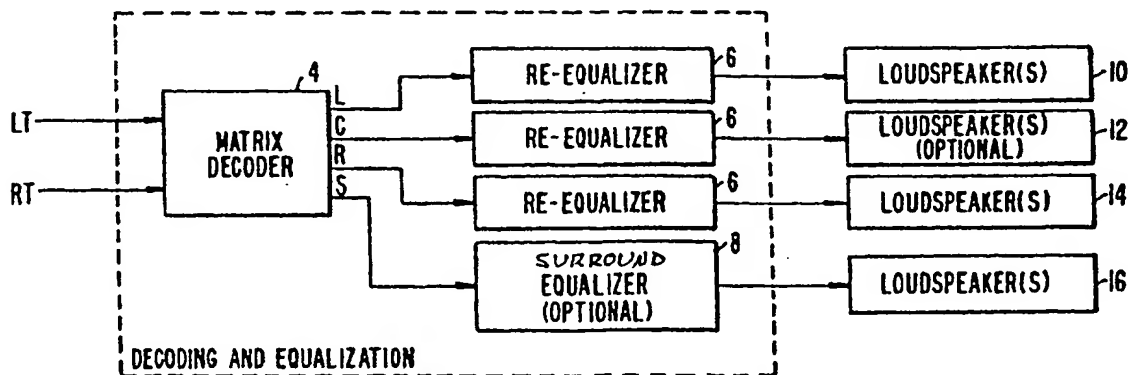 4
L
RE-EQUALIZER
6
LOUDSPEAKER(S)
10
LT
MATRIX
DECODER
C
RE-EQUALIZER
6
LOUDSPEAKER(S)
(OPTIONAL)
12
RT
R
RE-EQUALIZER
6
LOUDSPEAKER(S)
14
S
SURROUND
EQUALIZER
(OPTIONAL)
8
LOUDSPEAKER(S)
16
DECODING AND EQUALIZATION